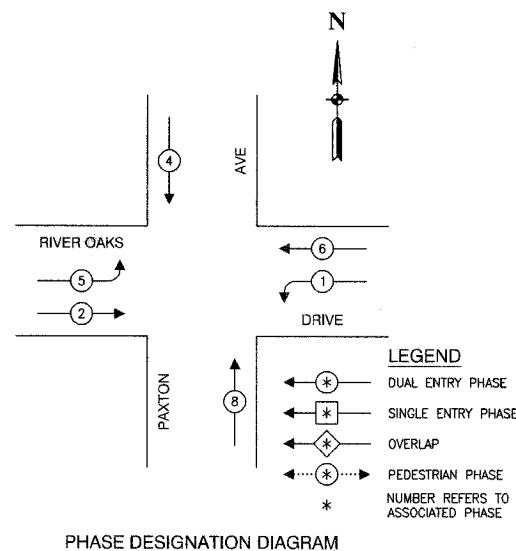 N
4
AVE
RIVER OAKS
6
5
1
2
DRIVE
PAXTON
8
LEGEND
* DUAL ENTRY PHASE
* SINGLE ENTRY PHASE
* OVERLAP
* PEDESTRIAN PHASE
* NUMBER REFERS TO
ASSOCIATED PHASE
PHASE DESIGNATION DIAGRAM